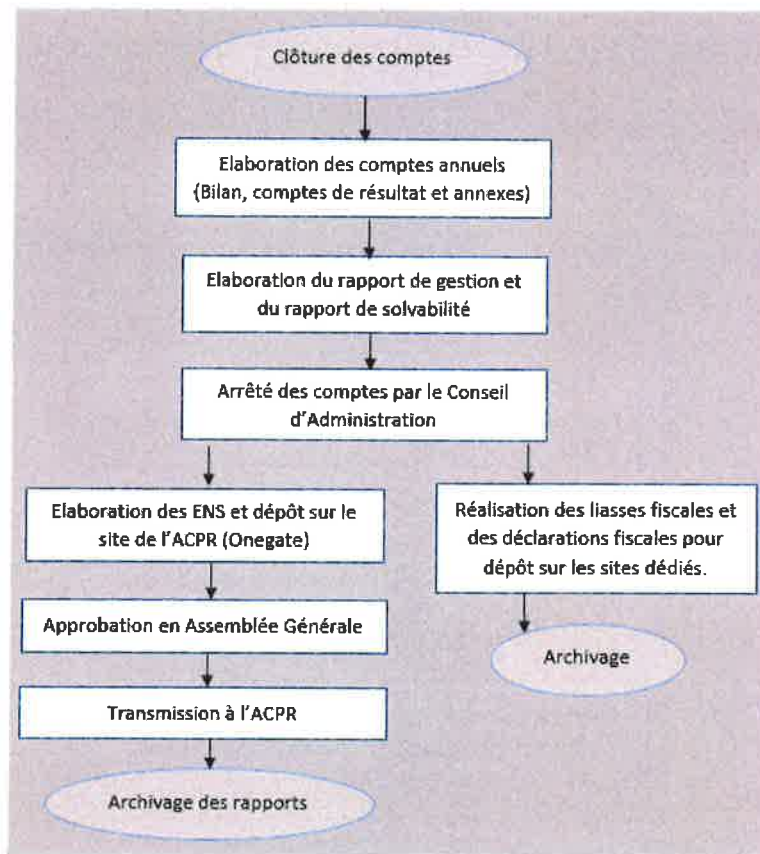 Clôture des comptes
Elaboration des comptes annuels
(Bilan, comptes de résultat et annexes)
Elaboration du rapport de gestion et
du rapport de solvabilité
Arrêté des comptes par le Conseil
d'Administration
Elaboration des ENS et dépôt sur le
site de l'ACPR (Onegate)
Approbation en Assemblée Générale
Transmission à l'ACPR
Archivage des rapports
Réalisation des liasses fiscales et
des déclarations fiscales pour
dépôt sur les sites dédiés.
Archivage